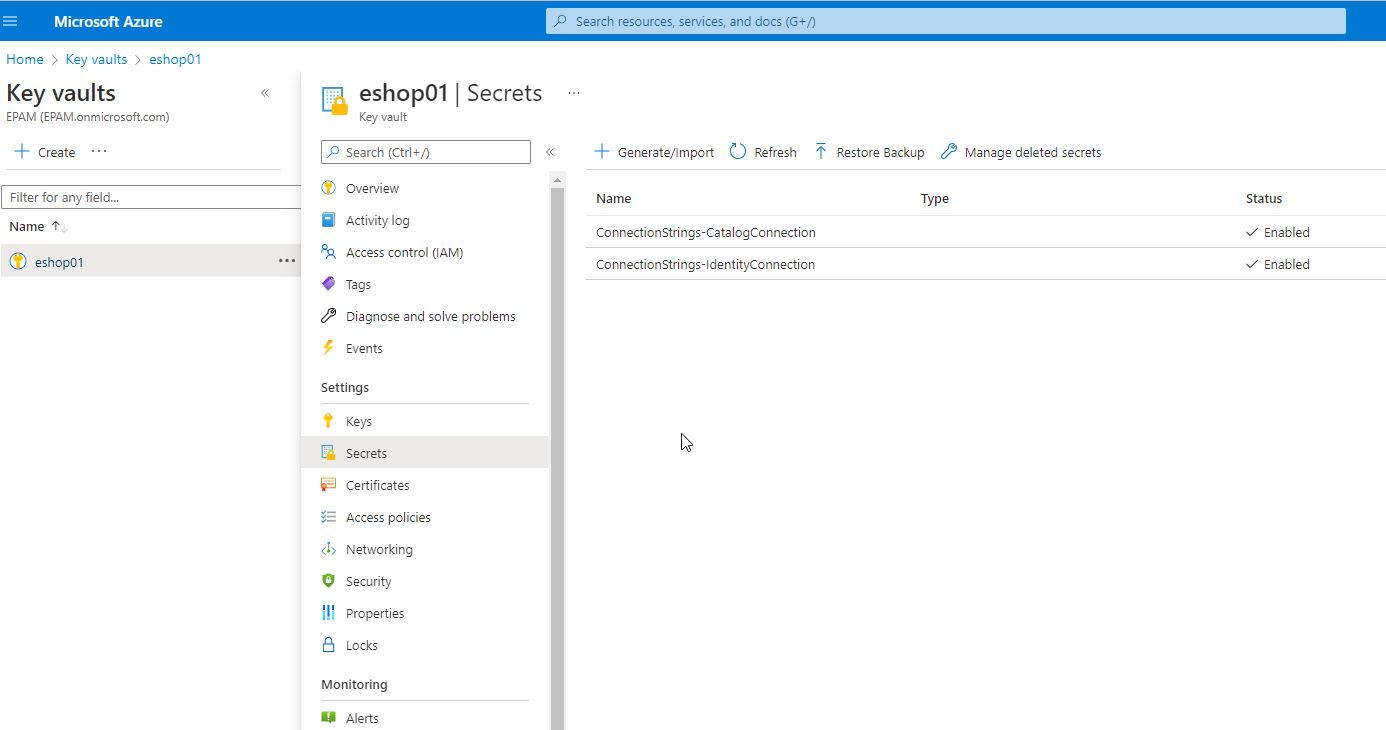 Microsoft Azure
Search resources, services, and docs (G+/)
Home > Key vaults > eshop01
Key vaults
EPAM (EPAM.onmicrosoft.com)
+ Create ...
Filter for any field...
Name ↑↓
eshop01 ...
eshop01 | Secrets ...
Key vault
Search (Ctrl+/)
Overview
Activity log
Access control (IAM)
Tags
Diagnose and solve problems
Events
Settings
Keys
Secrets
Certificates
Access policies
Networking
Security
Properties
Locks
Monitoring
Alerts
Generate/Import Refresh Restore Backup Manage deleted secrets
Name Type Status
ConnectionStrings-CatalogConnection ✓ Enabled
ConnectionStrings-IdentityConnection ✓ Enabled